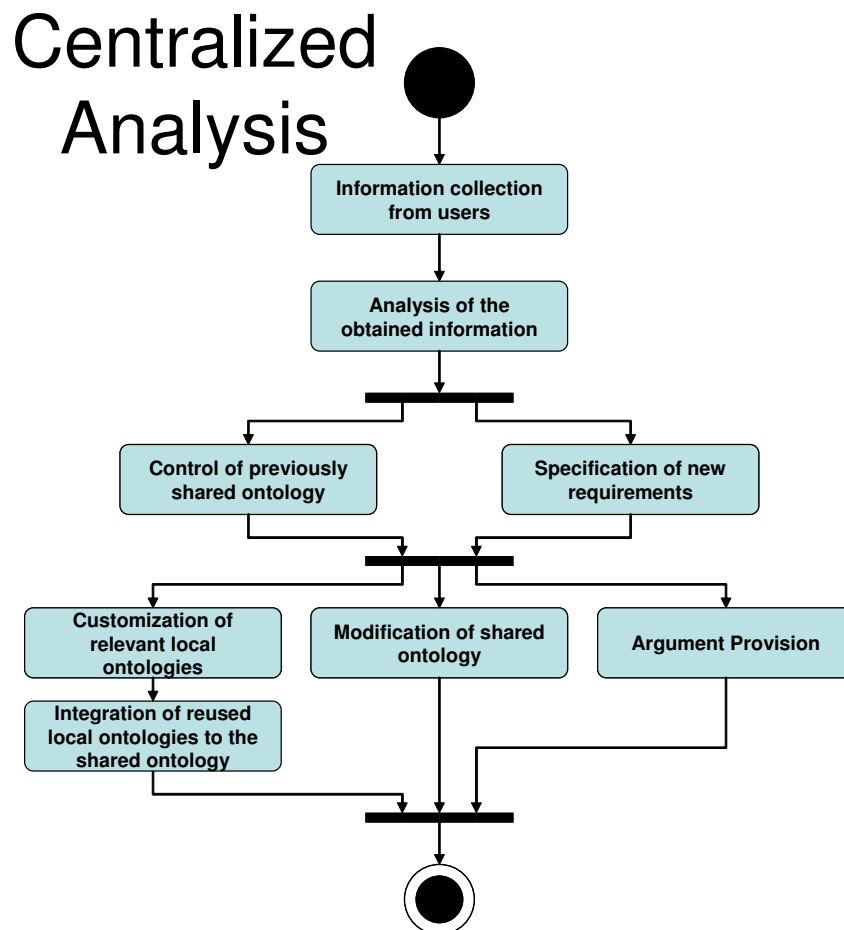 Centralized
Analysis
Information collection
from users
Analysis of the
obtained information
Control of previously
shared ontology
Specification of new
requirements
Customization of
relevant local
ontologies
Modification of shared
ontology
Argument Provision
Integration of reused
local ontologies to the
shared ontology